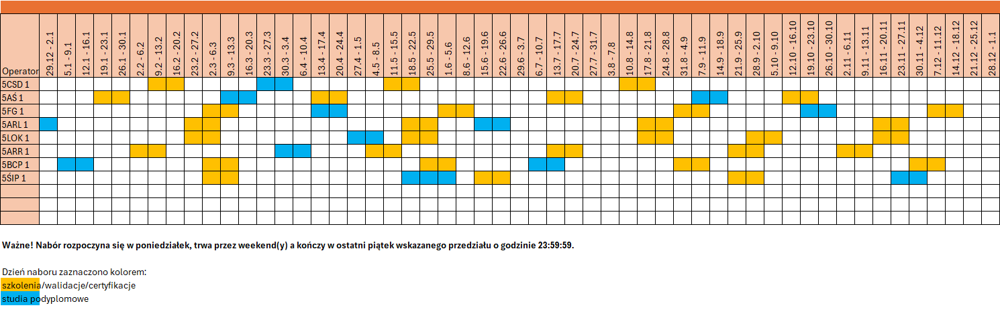 Operator 29.12 - 2.1 5.1 - 9.1 12.1 - 16.1 19.1 - 23.1 26.1 - 30.1 2.2 - 6.2 9.2 - 13.2 16.2 - 20.2 23.2 - 27.2 2.3 - 6.3 9.3 - 13.3 16.3 - 20.3 23.3 - 27.3 30.3 - 3.4 6.4 - 10.4 13.4 - 17.4 20.4 - 24.4 27.4 - 1.5 4.5 - 8.5 11.5 - 15.5 18.5 - 22.5 25.5 - 29.5 1.6 - 5.6 8.6 - 12.6 15.6 - 19.6 22.6 - 26.6 29.6 - 3.7 6.7 - 10.7 13.7 - 17.7 20.7 - 24.7 27.7 - 31.7 3.8 - 7.8 10.8 - 14.8 17.8 - 21.8 24.8 - 28.8 31.8 - 4.9 7.9 - 11.9 14.9 - 18.9 21.9 - 25.9 28.9 - 2.10 5.10 - 9.10 12.10 - 16.10 19.10 - 23.10 26.10 - 30.10 2.11 - 6.11 9.11 - 13.11 16.11 - 20.11 23.11 - 27.11 30.11 - 4.12 7.12 - 11.12 14.12 - 18.12 21.12 - 25.12 28.12 - 1.1
5CSD 1
5AŚ 1
5FG 1
5ARL 1
5LOK 1
5ARR 1
5BCP 1
5ŚIP 1
Ważne! Nabór rozpoczyna się w poniedziałek, trwa przez weekend(y) a kończy w ostatni piątek wskazanego przedziału o godzinie 23:59:59.
Dzień naboru zaznaczono kolorem:
szkolenia/walidacje/certyfikacje
studia podyplomowe